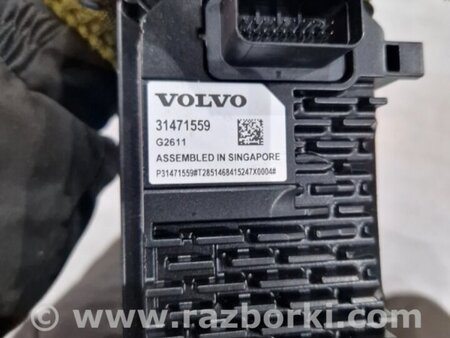 VOLVO
31471559
G2611
ASSEMBLED IN SINGAPORE
P31471559#T2851468415247X0004#
www.razborki.com